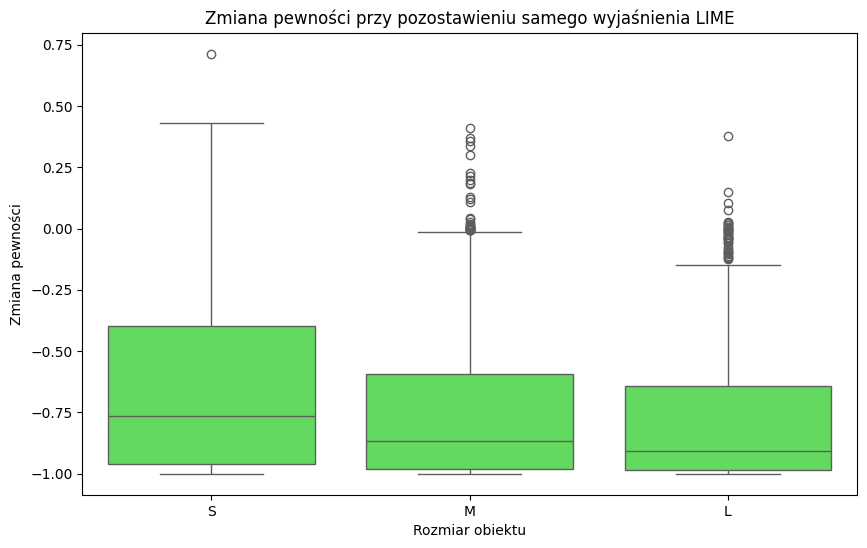 Zmiana pewności przy pozostawieniu samego wyjaśnienia LIME
Zmiana pewności
0.75
0.50
0.25
0.00
−0.25
−0.50
−0.75
−1.00
S
M
L
Rozmiar obiektu